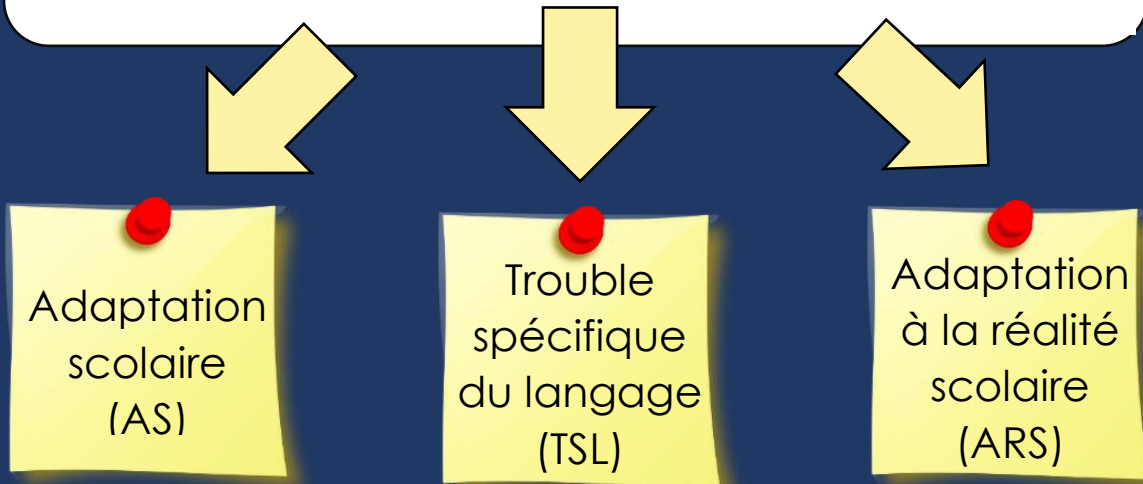 Adaptation
scolaire
(AS)
Trouble
spécifique
du langage
(TSL)
Adaptation
à la réalité
scolaire
(ARS)